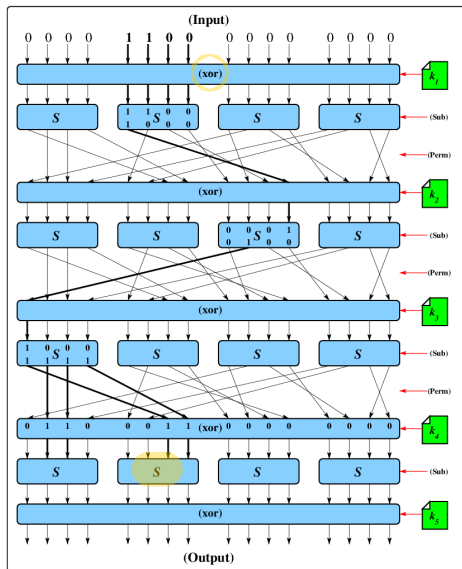 (Input)
0 0 0 0 1 1 0 0 0 0 0 0 0 0 0 0
(xor) k1
S 1 1 0 0 S S S (Sub)
1 0 0 0
(Perm)
(xor) k2
S S 0 0 0 1 S S (Sub)
0 1 0 0
(Perm)
(xor) k3
1 0 0 0 S S S S (Sub)
1 1 1 1
(Perm)
0 1 1 0 0 0 1 1 (xor) 0 0 0 0 0 0 0 0 k4
S S S S (Sub)
(xor) k5
(Output)